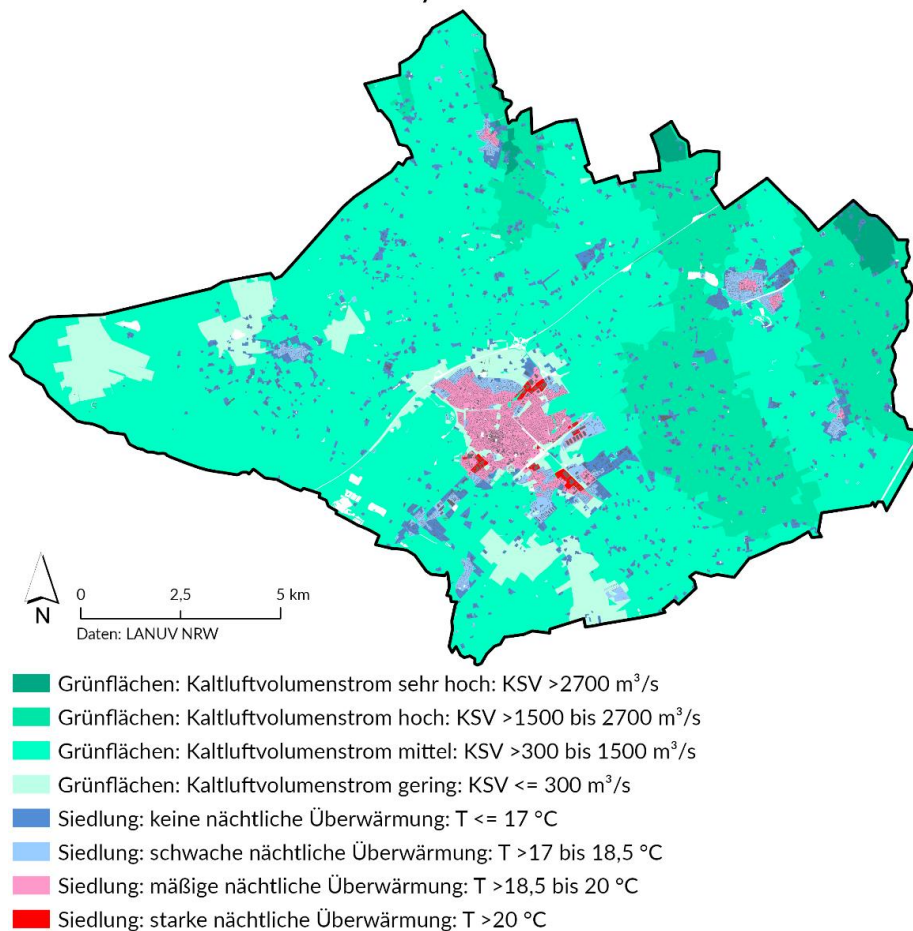 N
0 2,5 5 km
Daten: LANUV NRW
Grünflächen: Kaltluftvolumenstrom sehr hoch: KSV >2700 m³/s
Grünflächen: Kaltluftvolumenstrom hoch: KSV >1500 bis 2700 m³/s
Grünflächen: Kaltluftvolumenstrom mittel: KSV >300 bis 1500 m³/s
Grünflächen: Kaltluftvolumenstrom gering: KSV <= 300 m³/s
Siedlung: keine nächtliche Überwärmung: T <= 17 °C
Siedlung: schwache nächtliche Überwärmung: T >17 bis 18,5 °C
Siedlung: mäßige nächtliche Überwärmung: T >18,5 bis 20 °C
Siedlung: starke nächtliche Überwärmung: T >20 °C